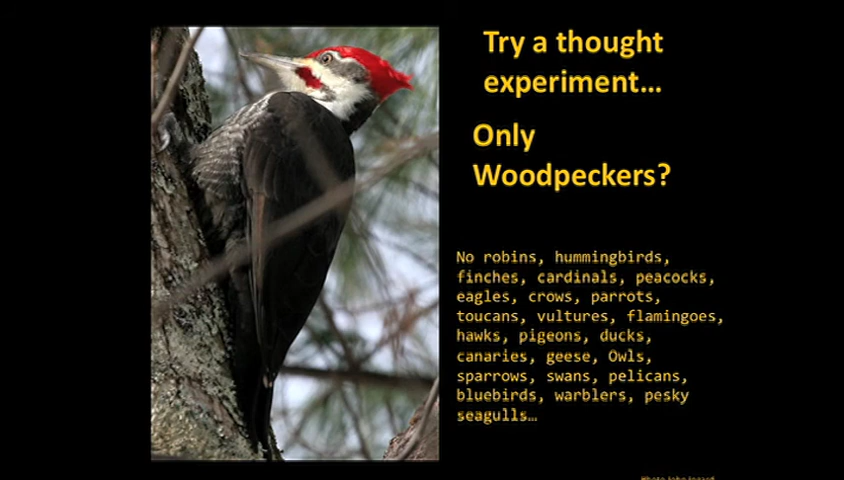 Try a thought
experiment…
Only
Woodpeckers?
No robins, hummingbirds,
finches, cardinals, peacocks,
eagles, crows, parrots,
toucans, vultures, flamingoes,
hawks, pigeons, ducks,
canaries, geese, Owls,
sparrows, swans, pelicans,
bluebirds, warblers, pesky
seagulls…